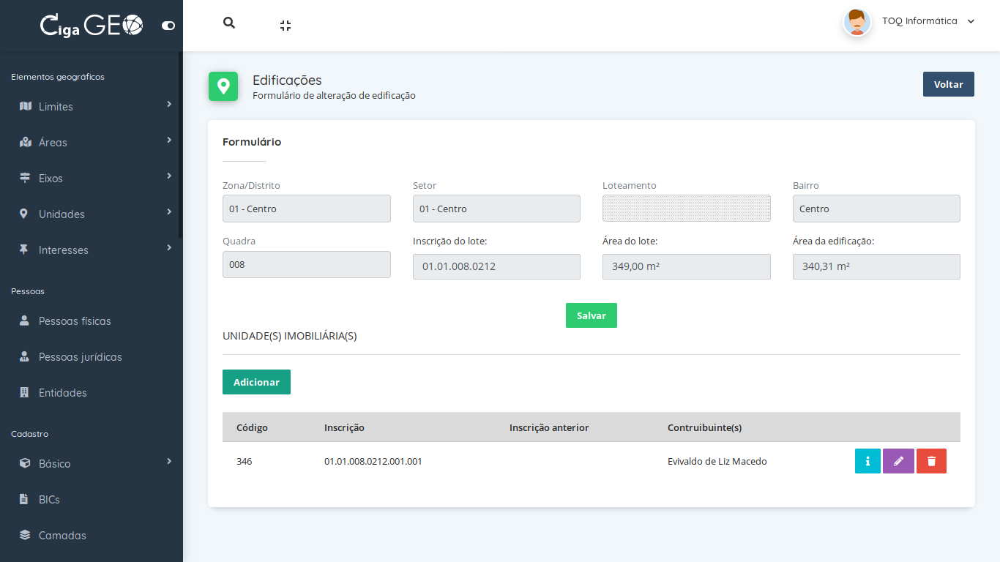 Ciga GEO
TOQ Informática
Elementos geográficos
Limites
Áreas
Eixos
Unidades
Interesses
Pessoas
Pessoas físicas
Pessoas jurídicas
Entidades
Cadastro
Básico
BICs
Camadas
Edificações
Formulário de alteração de edificação
Voltar
Formulário
Zona/Distrito Setor Loteamento Bairro
01 - Centro 01 - Centro Centro
Quadra Inscrição do lote: Área do lote: Área da edificação:
008 01.01.008.0212 349,00 m² 340,31 m²
Salvar
UNIDADE(S) IMOBILIÁRIA(S)
Adicionar
Código Inscrição Inscrição anterior Contruibuinte(s)
346 01.01.008.0212.001.001 Evivaldo de Liz Macedo